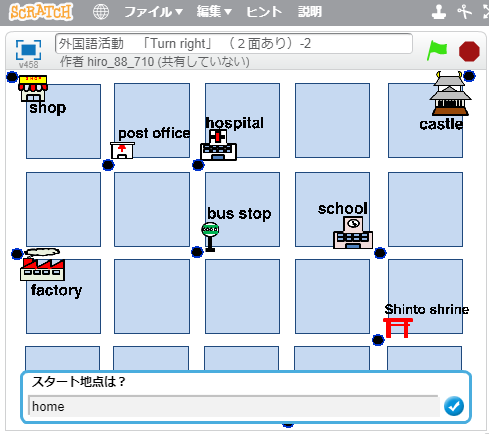 SCRATCH ファイル▼ 編集▼ ヒント 説明
外国語活動 「Turn right」 （２面あり）-2
作者 hiro_88_710 (共有していない)
v458
SHOP
shop
post office
hospital
castle
bus stop
school
factory
Shinto shrine
スタート地点は？
home